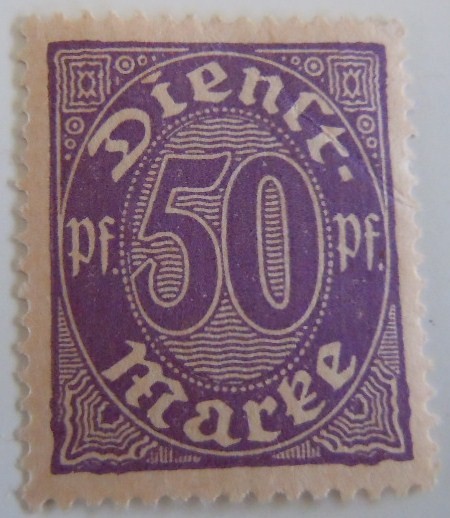 Dienst-
Pf. 50 Pf.
Marke